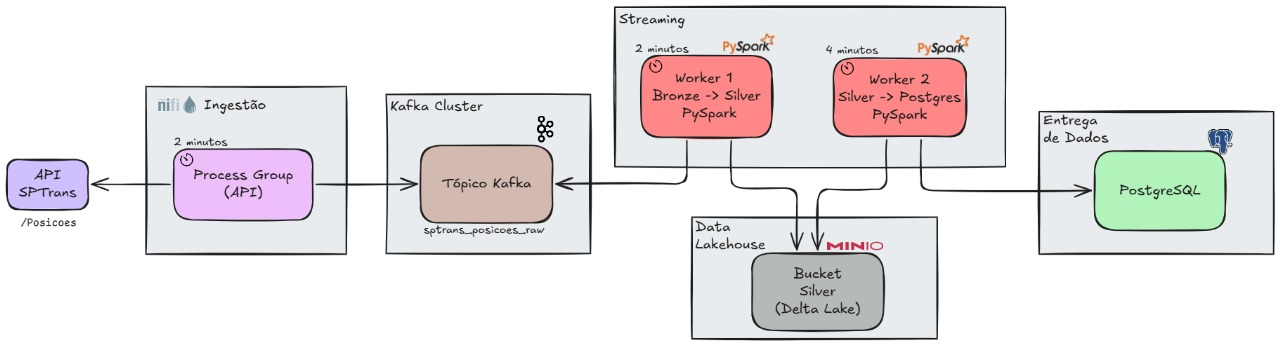 API
SPTrans
/Posicoes
nifi
Ingestão
2 minutos
Process Group
(API)
Kafka Cluster
Tópico Kafka
sptrans_posicoes_raw
Streaming
2 minutos
PySpark
Worker 1
Bronze -> Silver
PySpark
4 minutos
PySpark
Worker 2
Silver -> Postgres
PySpark
Data
Lakehouse
MINIO
Bucket
Silver
(Delta Lake)
Entrega
de Dados
PostgreSQL